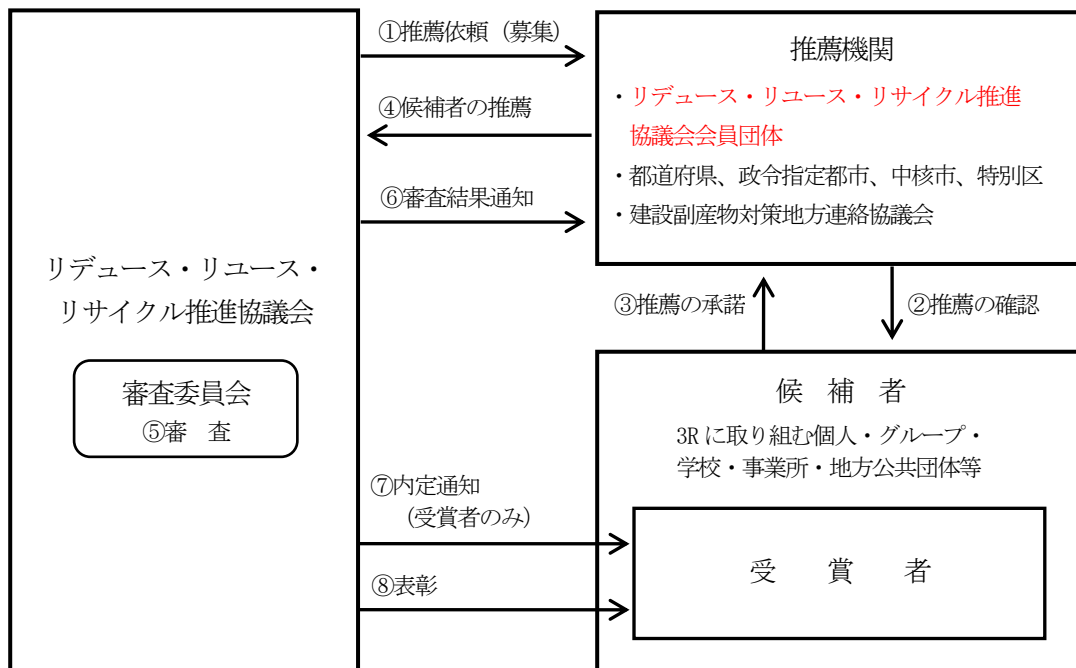 ①推薦依頼（募集）
④候補者の推薦
⑥審査結果通知
推薦機関
・リデュース・リユース・リサイクル推進
協議会会員団体
・都道府県、政令指定都市、中核市、特別区
・建設副産物対策地方連絡協議会
リデュース・リユース・
リサイクル推進協議会
審査委員会
⑤審　査
③推薦の承諾
②推薦の確認
候　補　者
3Rに取り組む個人・グループ・
学校・事業所・地方公共団体等
⑦内定通知
（受賞者のみ）
⑧表彰
受　賞　者